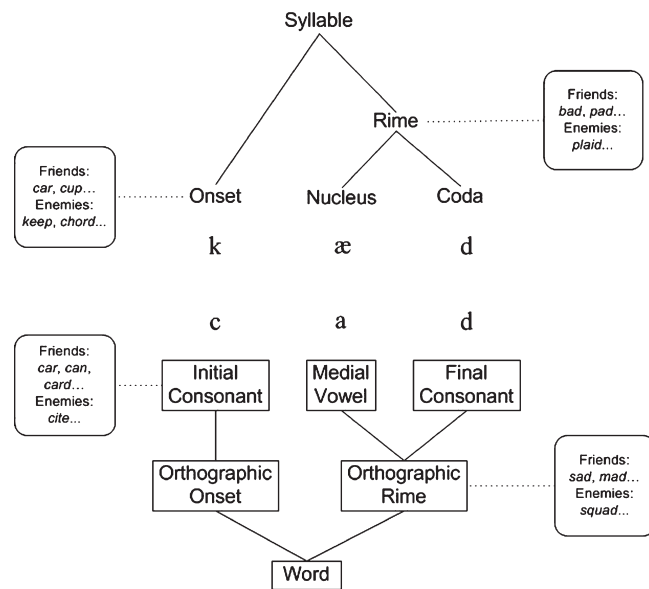 Syllable
Rime
Friends:
bad, pad…
Enemies:
plaid…
Friends:
car, cup…
Enemies:
keep, chord...
Onset
Nucleus
Coda
k æ d
c a d
Friends:
car, can,
card…
Enemies:
cite...
Initial
Consonant
Medial
Vowel
Final
Consonant
Orthographic
Onset
Orthographic
Rime
Friends:
sad, mad…
Enemies:
squad…
Word